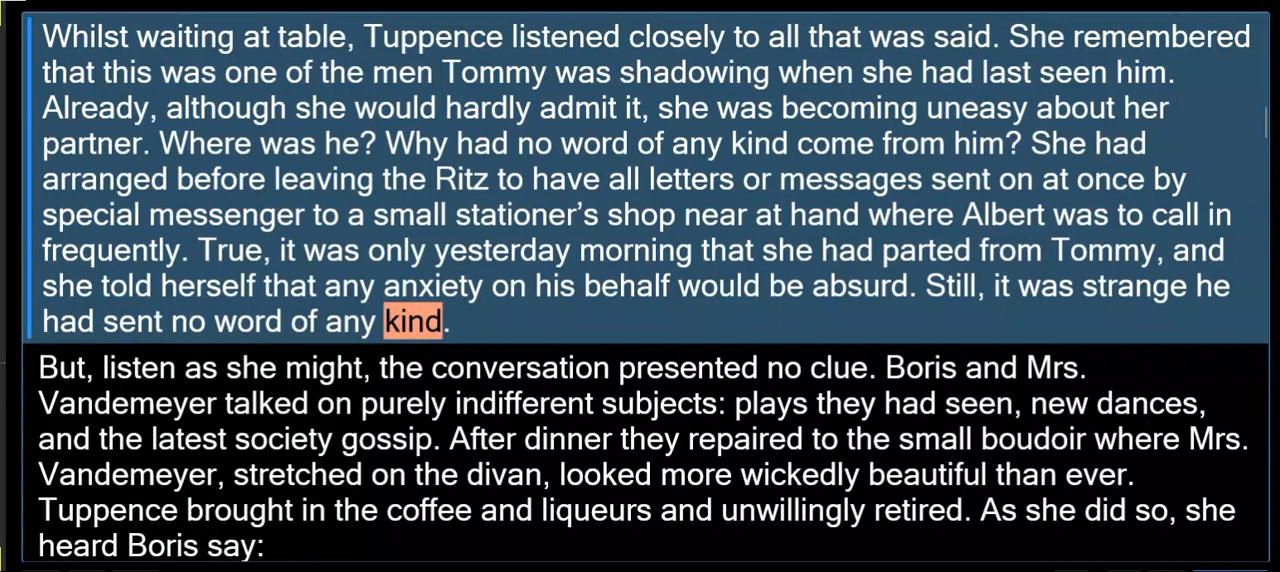 Whilst waiting at table, Tuppence listened closely to all that was said. She remembered
that this was one of the men Tommy was shadowing when she had last seen him.
Already, although she would hardly admit it, she was becoming uneasy about her
partner. Where was he? Why had no word of any kind come from him? She had
arranged before leaving the Ritz to have all letters or messages sent on at once by
special messenger to a small stationer’s shop near at hand where Albert was to call in
frequently. True, it was only yesterday morning that she had parted from Tommy, and
she told herself that any anxiety on his behalf would be absurd. Still, it was strange he
had sent no word of any kind.
But, listen as she might, the conversation presented no clue. Boris and Mrs.
Vandemeyer talked on purely indifferent subjects: plays they had seen, new dances,
and the latest society gossip. After dinner they repaired to the small boudoir where Mrs.
Vandemeyer, stretched on the divan, looked more wickedly beautiful than ever.
Tuppence brought in the coffee and liqueurs and unwillingly retired. As she did so, she
heard Boris say: